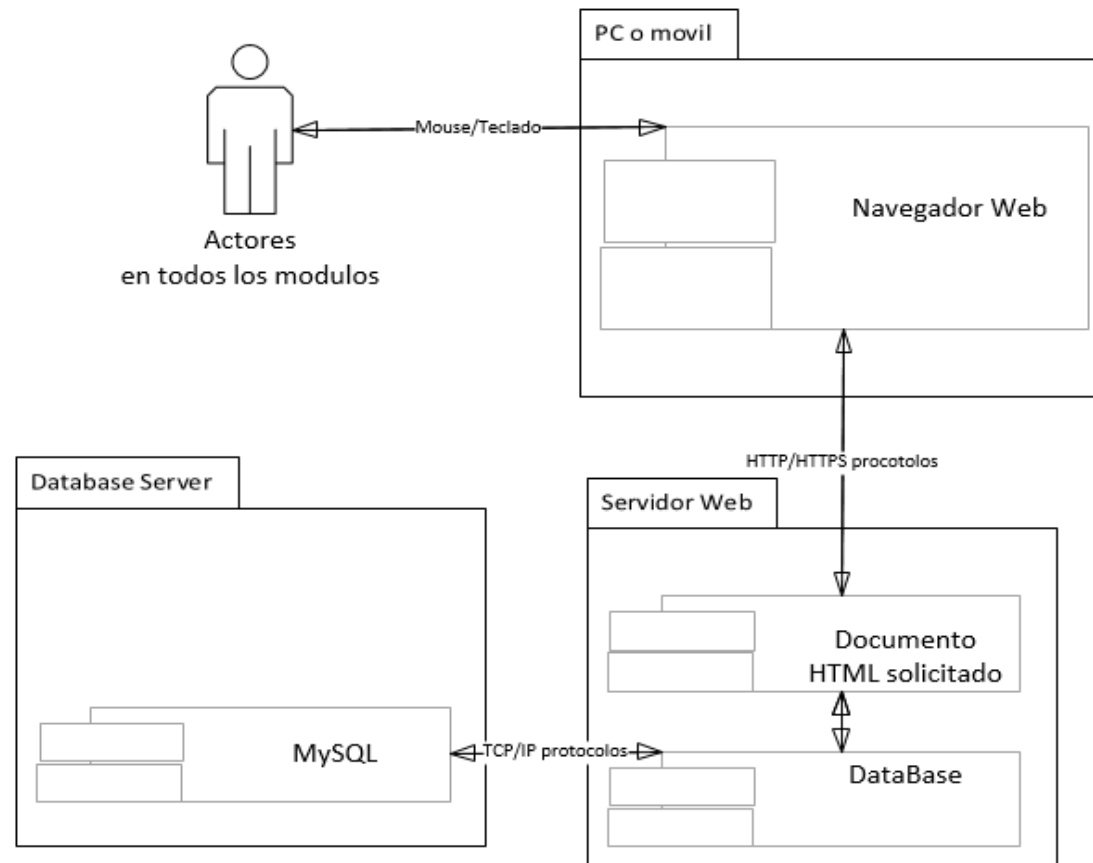 PC o movil
Mouse/Teclado
Navegador Web
Actores
en todos los modulos
HTTP/HTTPS procotolos
Database Server
Servidor Web
Documento
HTML solicitado
MySQL
TCP/IP protocolos
DataBase